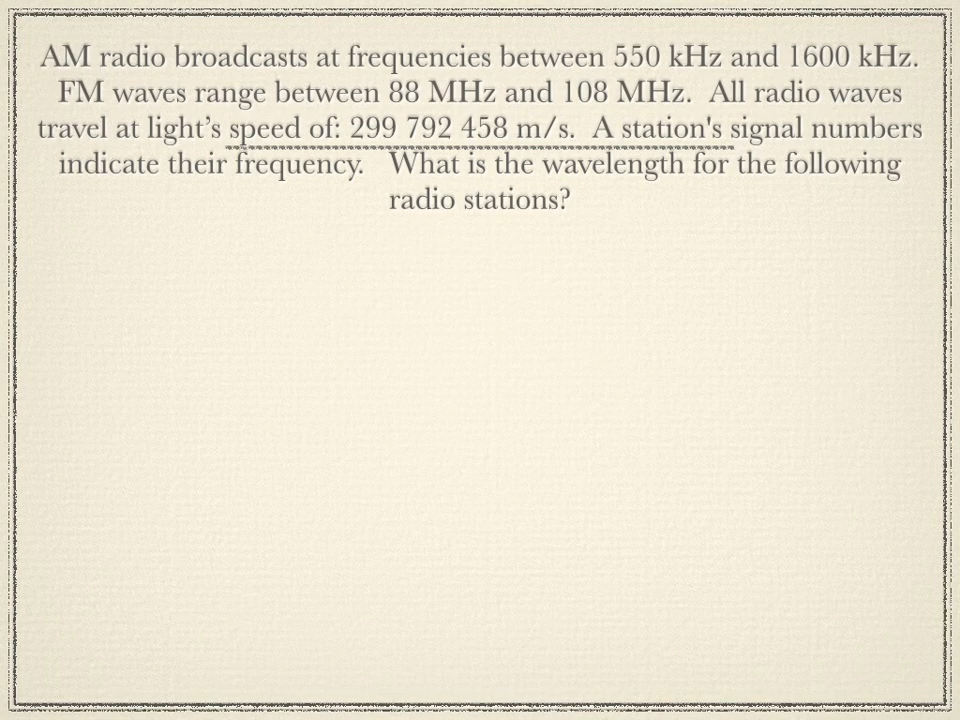 AM radio broadcasts at frequencies between 550 kHz and 1600 kHz.
FM waves range between 88 MHz and 108 MHz.  All radio waves
travel at light’s speed of: 299 792 458 m/s.  A station's signal numbers
indicate their frequency.   What is the wavelength for the following
radio stations?